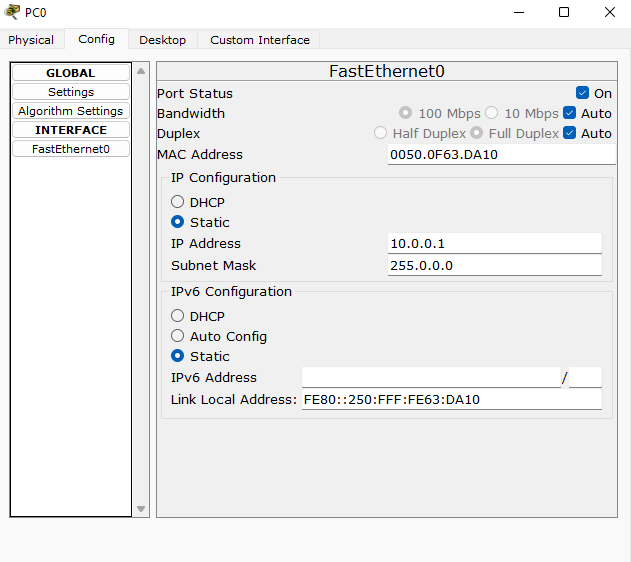 PC0
Physical Config Desktop Custom Interface
GLOBAL
Settings
Algorithm Settings
INTERFACE
FastEthernet0
FastEthernet0
Port Status On
Bandwidth 100 Mbps 10 Mbps Auto
Duplex Half Duplex Full Duplex Auto
MAC Address 0050.0F63.DA10
IP Configuration
DHCP
Static
IP Address 10.0.0.1
Subnet Mask 255.0.0.0
IPv6 Configuration
DHCP
Auto Config
Static
IPv6 Address /
Link Local Address: FE80::250:FFF:FE63:DA10